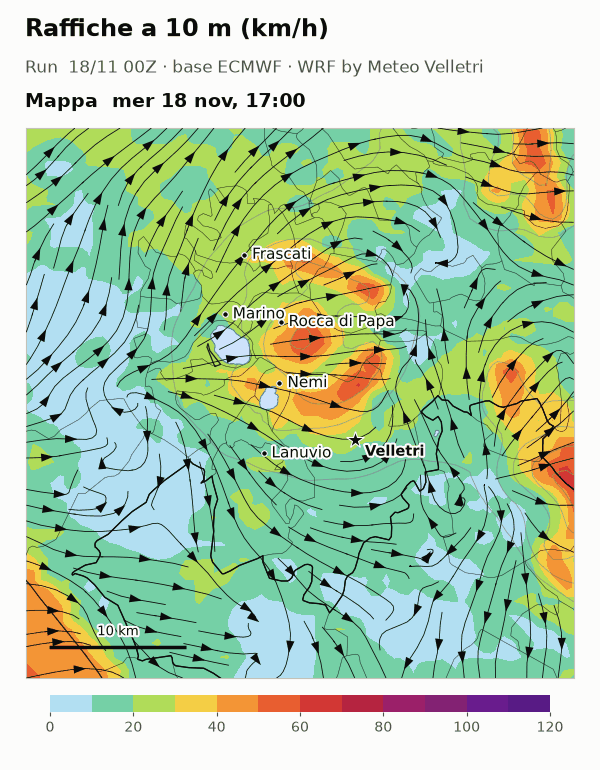 Raffiche a 10 m (km/h)
Run  18/11 00Z · base ECMWF · WRF by Meteo Velletri
Mappa  mer 18 nov, 17:00
Frascati
Marino
Rocca di Papa
Nemi
Velletri
Lanuvio
10 km
0 20 40 60 80 100 120